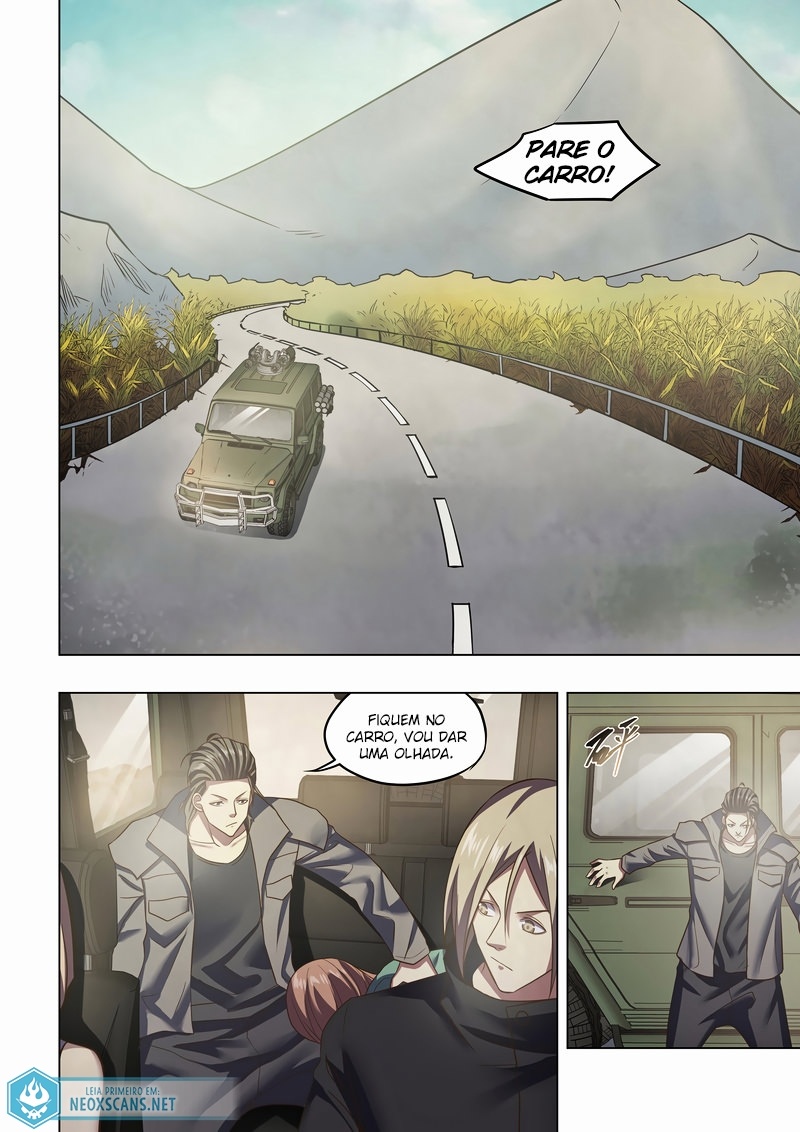 PARE O
CARRO!
FIQUEM NO
CARRO, VOU DAR
UMA OLHADA.
LEIA PRIMEIRO EM:
NEOXSCANS.NET